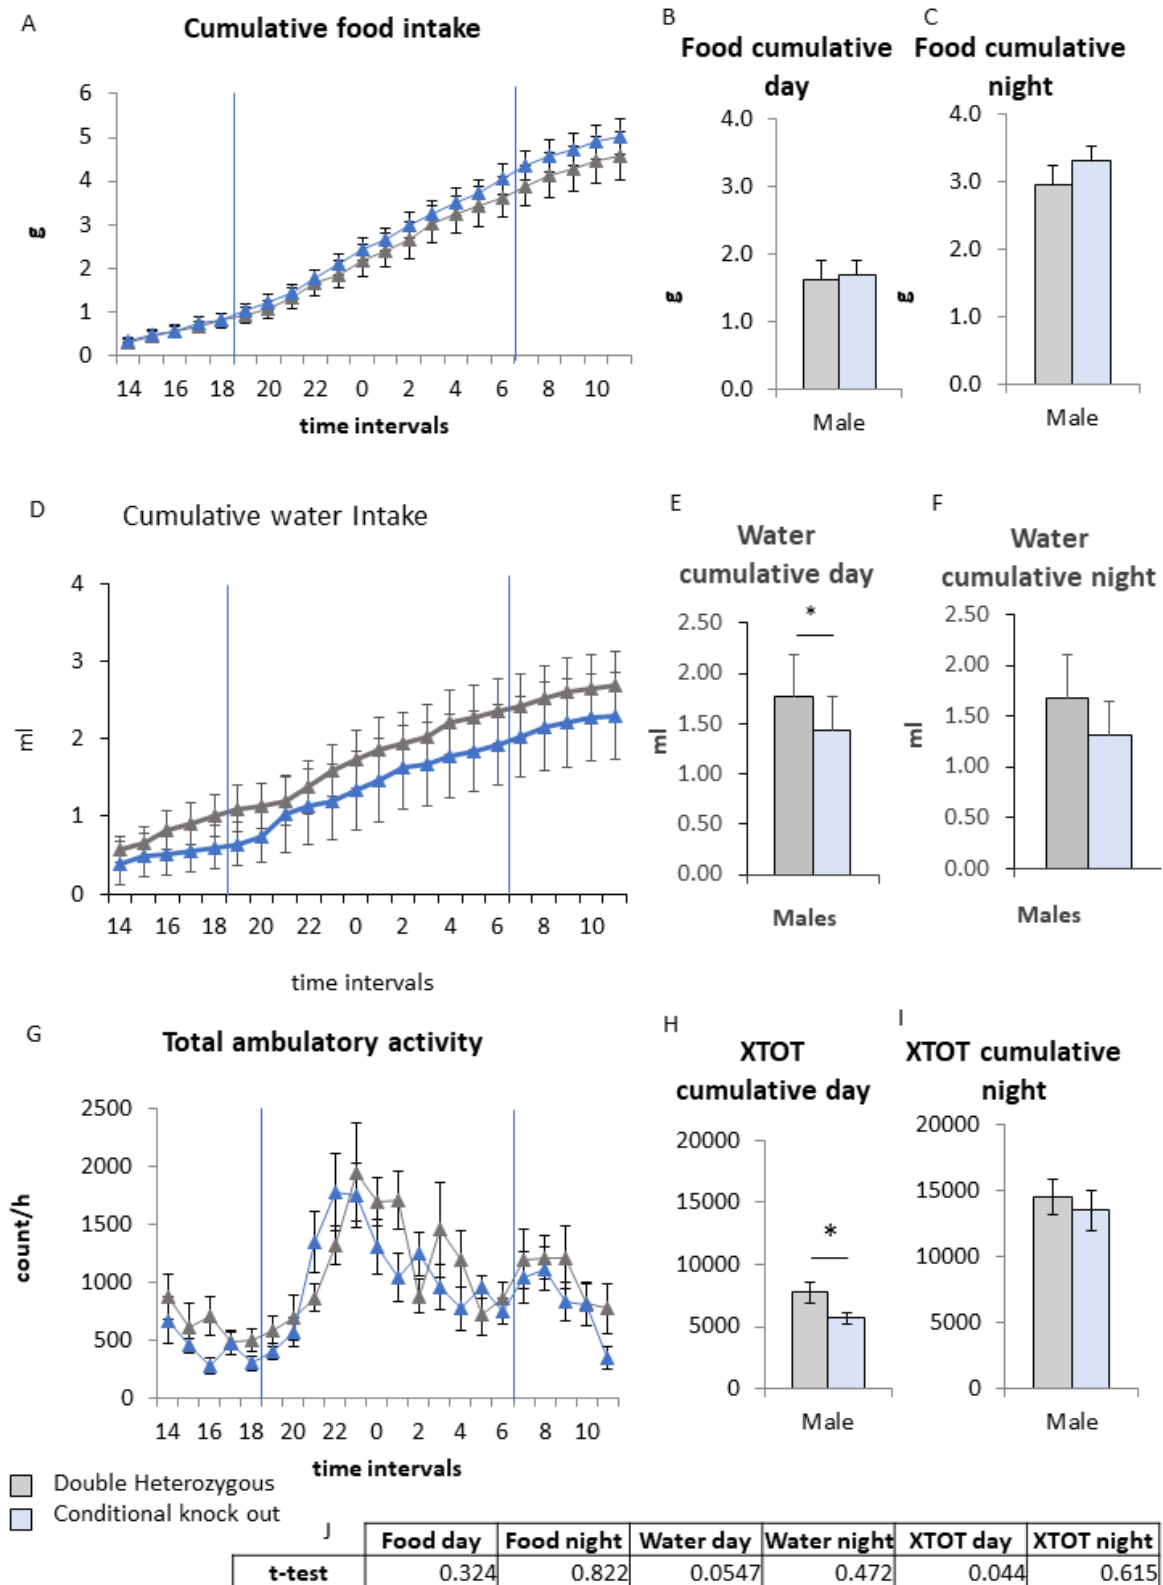 A
Cumulative food intake
6
5
4
3
2
1
0
g
14 16 18 20 22 0 2 4 6 8 10
time intervals
B
Food cumulative
day
4.0
3.0
2.0
1.0
0.0
g
Male
C
Food cumulative
night
4.0
3.0
2.0
1.0
0.0
g
Male
D
Cumulative water Intake
4
3
2
1
0
ml
14 16 18 20 22 0 2 4 6 8 10
time intervals
E
Water
cumulative day
*
2.50
2.00
1.50
1.00
0.50
0.00
ml
Males
F
Water
cumulative night
2.50
2.00
1.50
1.00
0.50
0.00
ml
Males
G
Total ambulatory activity
2500
2000
1500
1000
500
0
count/h
14 16 18 20 22 0 2 4 6 8 10
time intervals
H
XTOT
cumulative day
20000
15000
10000
5000
0
*
Male
I
XTOT cumulative
night
20000
15000
10000
5000
0
Male
Double Heterozygous
Conditional knock out
J
Food day Food night Water day Water night XTOT day XTOT night
t-test 0.324 0.822 0.0547 0.472 0.044 0.615